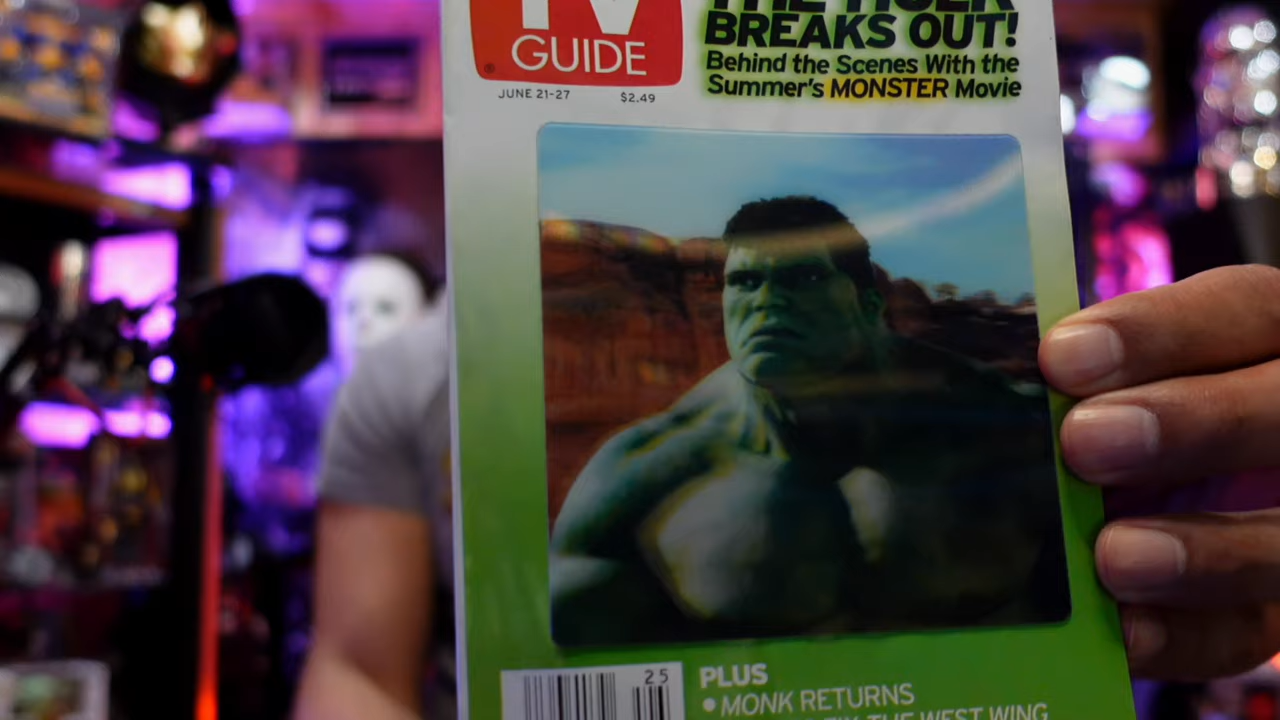 TV
GUIDE
®
JUNE 21-27 $2.49
THE HULK
BREAKS OUT!
Behind the Scenes With the
Summer's MONSTER Movie
25
PLUS
• MONK RETURNS
THE WEST WING